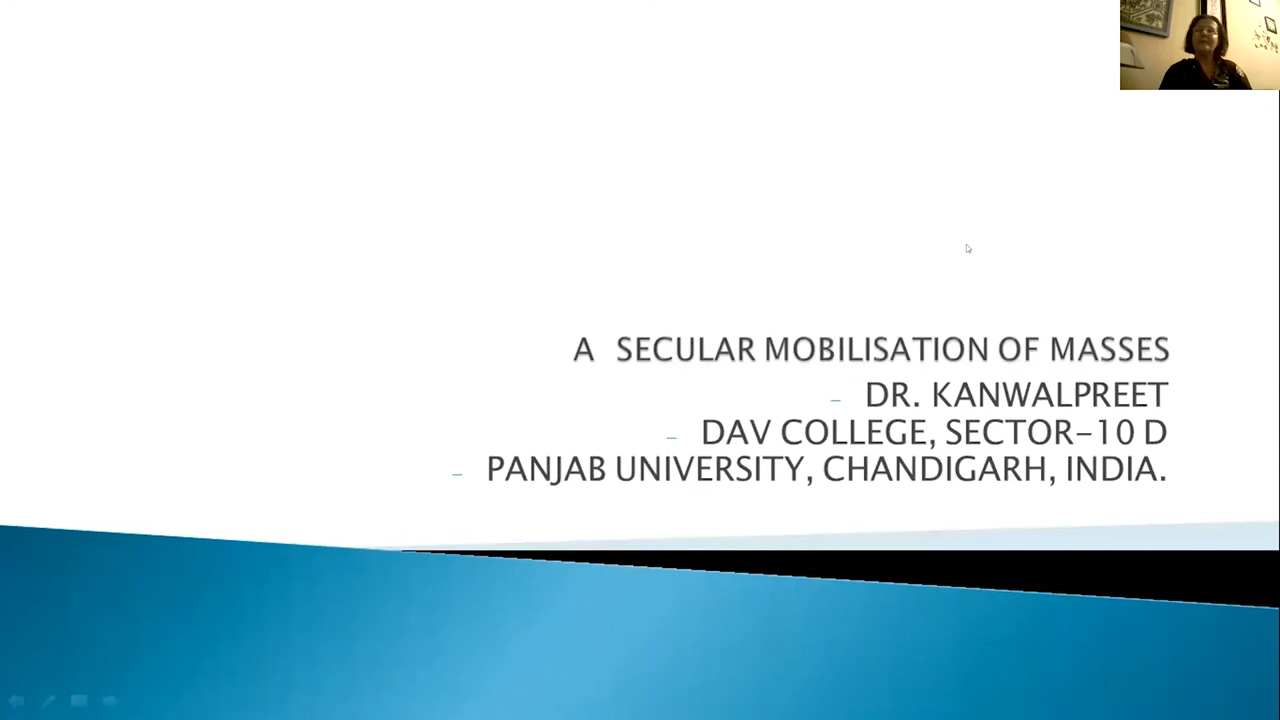 A SECULAR MOBILISATION OF MASSES
– DR. KANWALPREET
– DAV COLLEGE, SECTOR-10 D
– PANJAB UNIVERSITY, CHANDIGARH, INDIA.